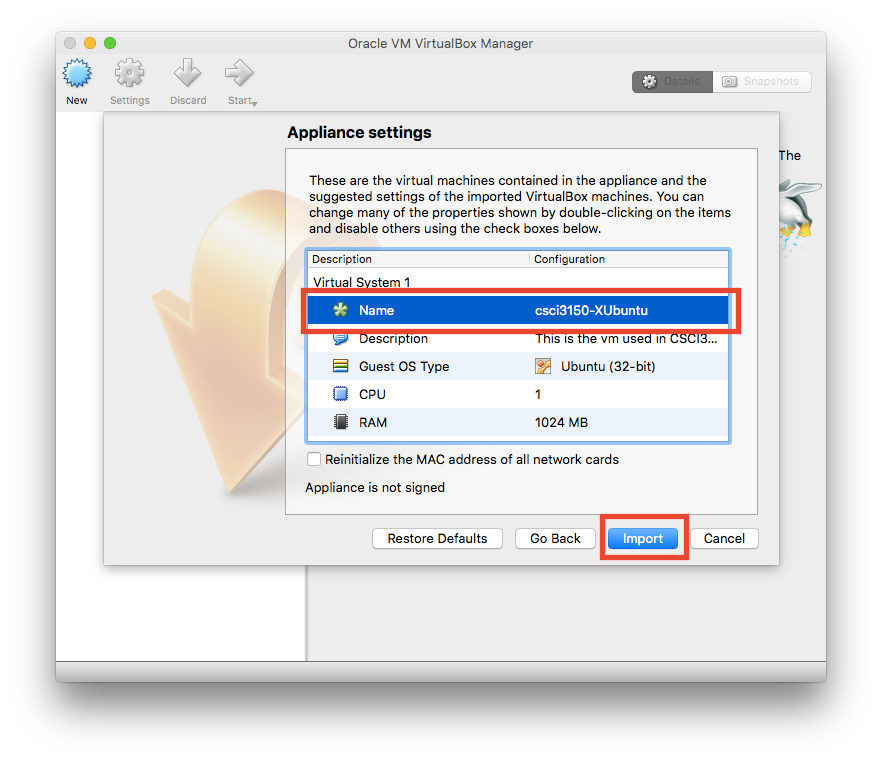 Oracle VM VirtualBox Manager
New Settings Discard Start
Details Snapshots
The
Appliance settings
These are the virtual machines contained in the appliance and the
suggested settings of the imported VirtualBox machines. You can
change many of the properties shown by double-clicking on the items
and disable others using the check boxes below.
Description Configuration
Virtual System 1
Name csci3150-XUbuntu
Description This is the vm used in CSCI3...
Guest OS Type Ubuntu (32-bit)
CPU 1
RAM 1024 MB
Reinitialize the MAC address of all network cards
Appliance is not signed
Restore Defaults Go Back Import Cancel